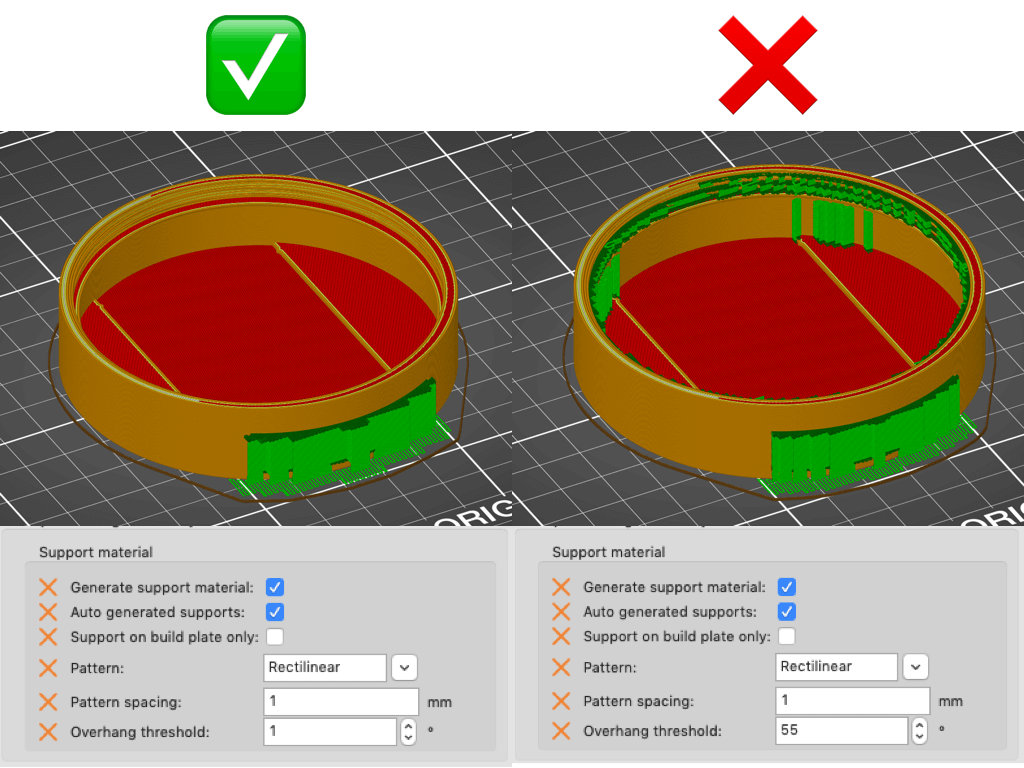 ORIG
ORIG
Support material
Generate support material:
Auto generated supports:
Support on build plate only:
Pattern: Rectilinear
Pattern spacing: 1 mm
Overhang threshold: 1 °
Support material
Generate support material:
Auto generated supports:
Support on build plate only:
Pattern: Rectilinear
Pattern spacing: 1 mm
Overhang threshold: 55 °